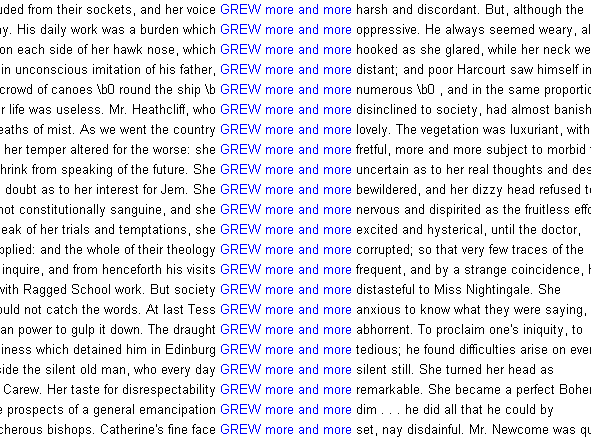 uded from their sockets, and her voice GREW more and more harsh and discordant. But, although the
ny. His daily work was a burden which GREW more and more oppressive. He always seemed weary, al
on each side of her hawk nose, which GREW more and more hooked as she glared, while her neck we
in unconscious imitation of his father, GREW more and more distant; and poor Harcourt saw himself in
crowd of canoes \b0 round the ship \b GREW more and more numerous \b0 , and in the same proportio
r life was useless. Mr. Heathcliff, who GREW more and more disinclined to society, had almost banish
eaths of mist. As we went the country GREW more and more lovely. The vegetation was luxuriant, with
her temper altered for the worse: she GREW more and more fretful, more and more subject to morbid
hrink from speaking of the future. She GREW more and more uncertain as to her real thoughts and des
doubt as to her interest for Jem. She GREW more and more bewildered, and her dizzy head refused t
not constitutionally sanguine, and she GREW more and more nervous and dispirited as the fruitless effo
eak of her trials and temptations, she GREW more and more excited and hysterical, until the doctor,
pplied: and the whole of their theology GREW more and more corrupted; so that very few traces of the
inquire, and from henceforth his visits GREW more and more frequent, and by a strange coincidence, h
with Ragged School work. But society GREW more and more distasteful to Miss Nightingale. She
ould not catch the words. At last Tess GREW more and more anxious to know what they were saying,
an power to gulp it down. The draught GREW more and more abhorrent. To proclaim one's iniquity, to
iness which detained him in Edinburg GREW more and more tedious; he found difficulties arise on ever
side the silent old man, who every day GREW more and more silent still. She turned her head as
Carew. Her taste for disrespectability GREW more and more remarkable. She became a perfect Boher
e prospects of a general emancipation GREW more and more dim . . . he did all that he could by
cherous bishops. Catherine's fine face GREW more and more set, nay disdainful. Mr. Newcome was qu